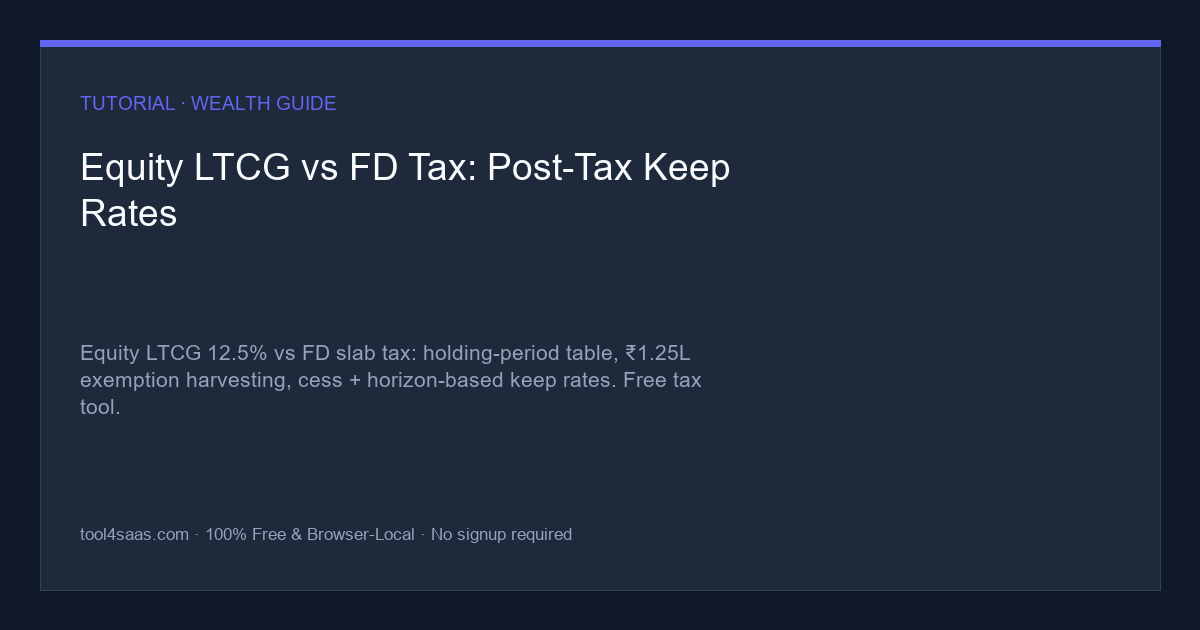 TUTORIAL · WEALTH GUIDE
Equity LTCG vs FD Tax: Post-Tax Keep
Rates
Equity LTCG 12.5% vs FD slab tax: holding-period table, ₹1.25L
exemption harvesting, cess + horizon-based keep rates. Free tax
tool.
tool4saas.com · 100% Free & Browser-Local · No signup required